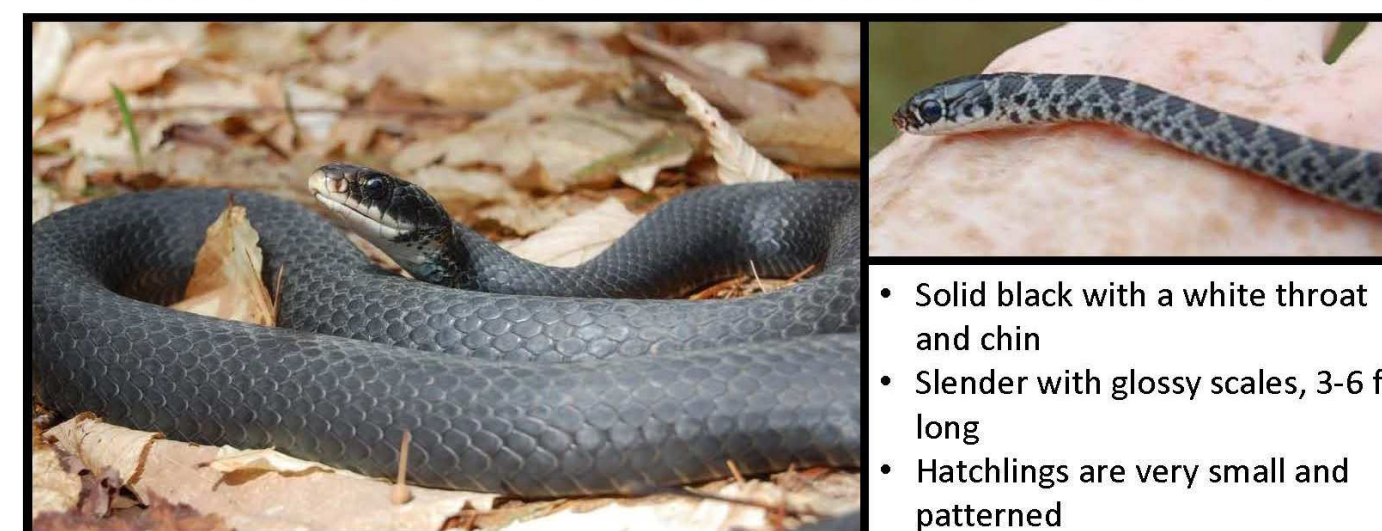 • Solid black with a white throat
and chin
• Slender with glossy scales, 3-6 f
long
• Hatchlings are very small and
patterned